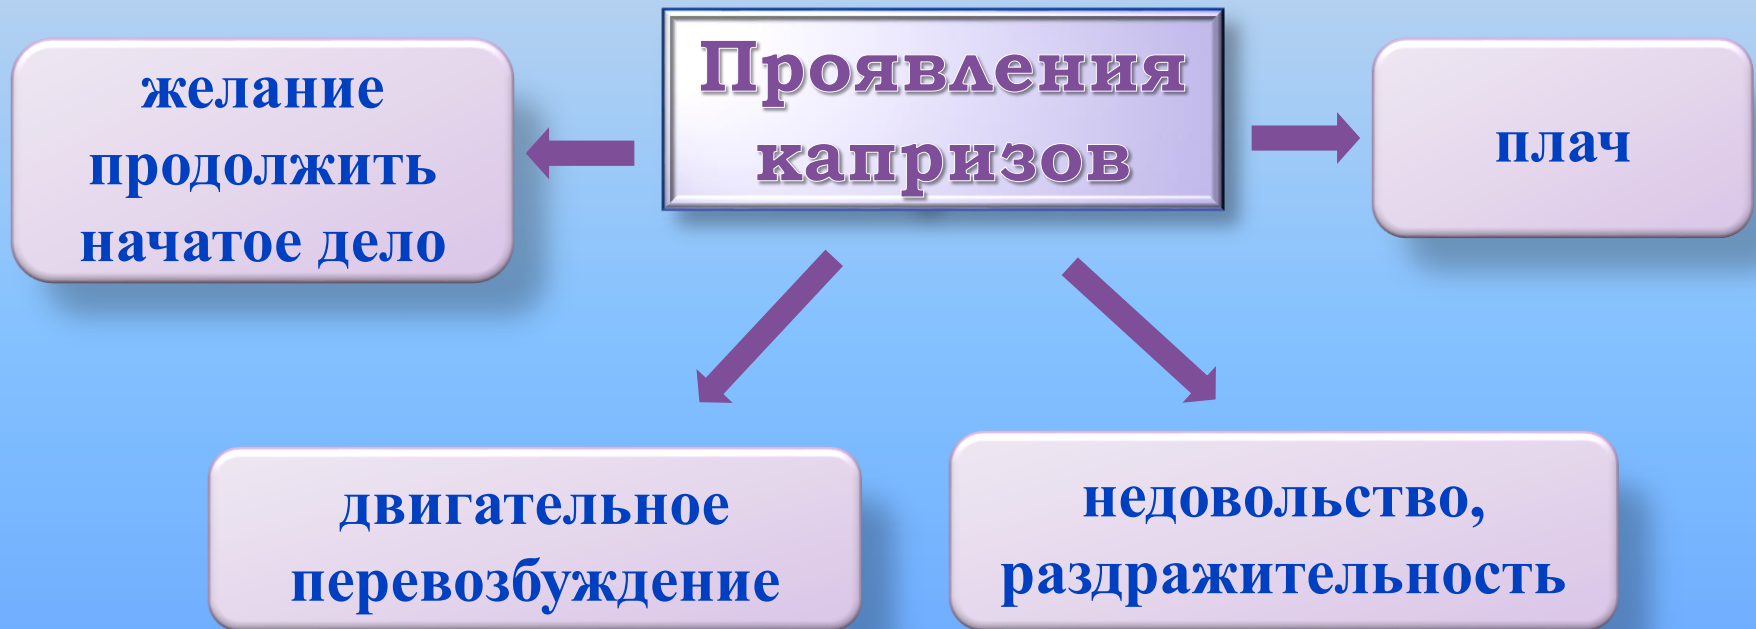 Проявления
капризов
желание
продолжить
начатое дело
плач
двигательное
перевозбуждение
недовольство,
раздражительность